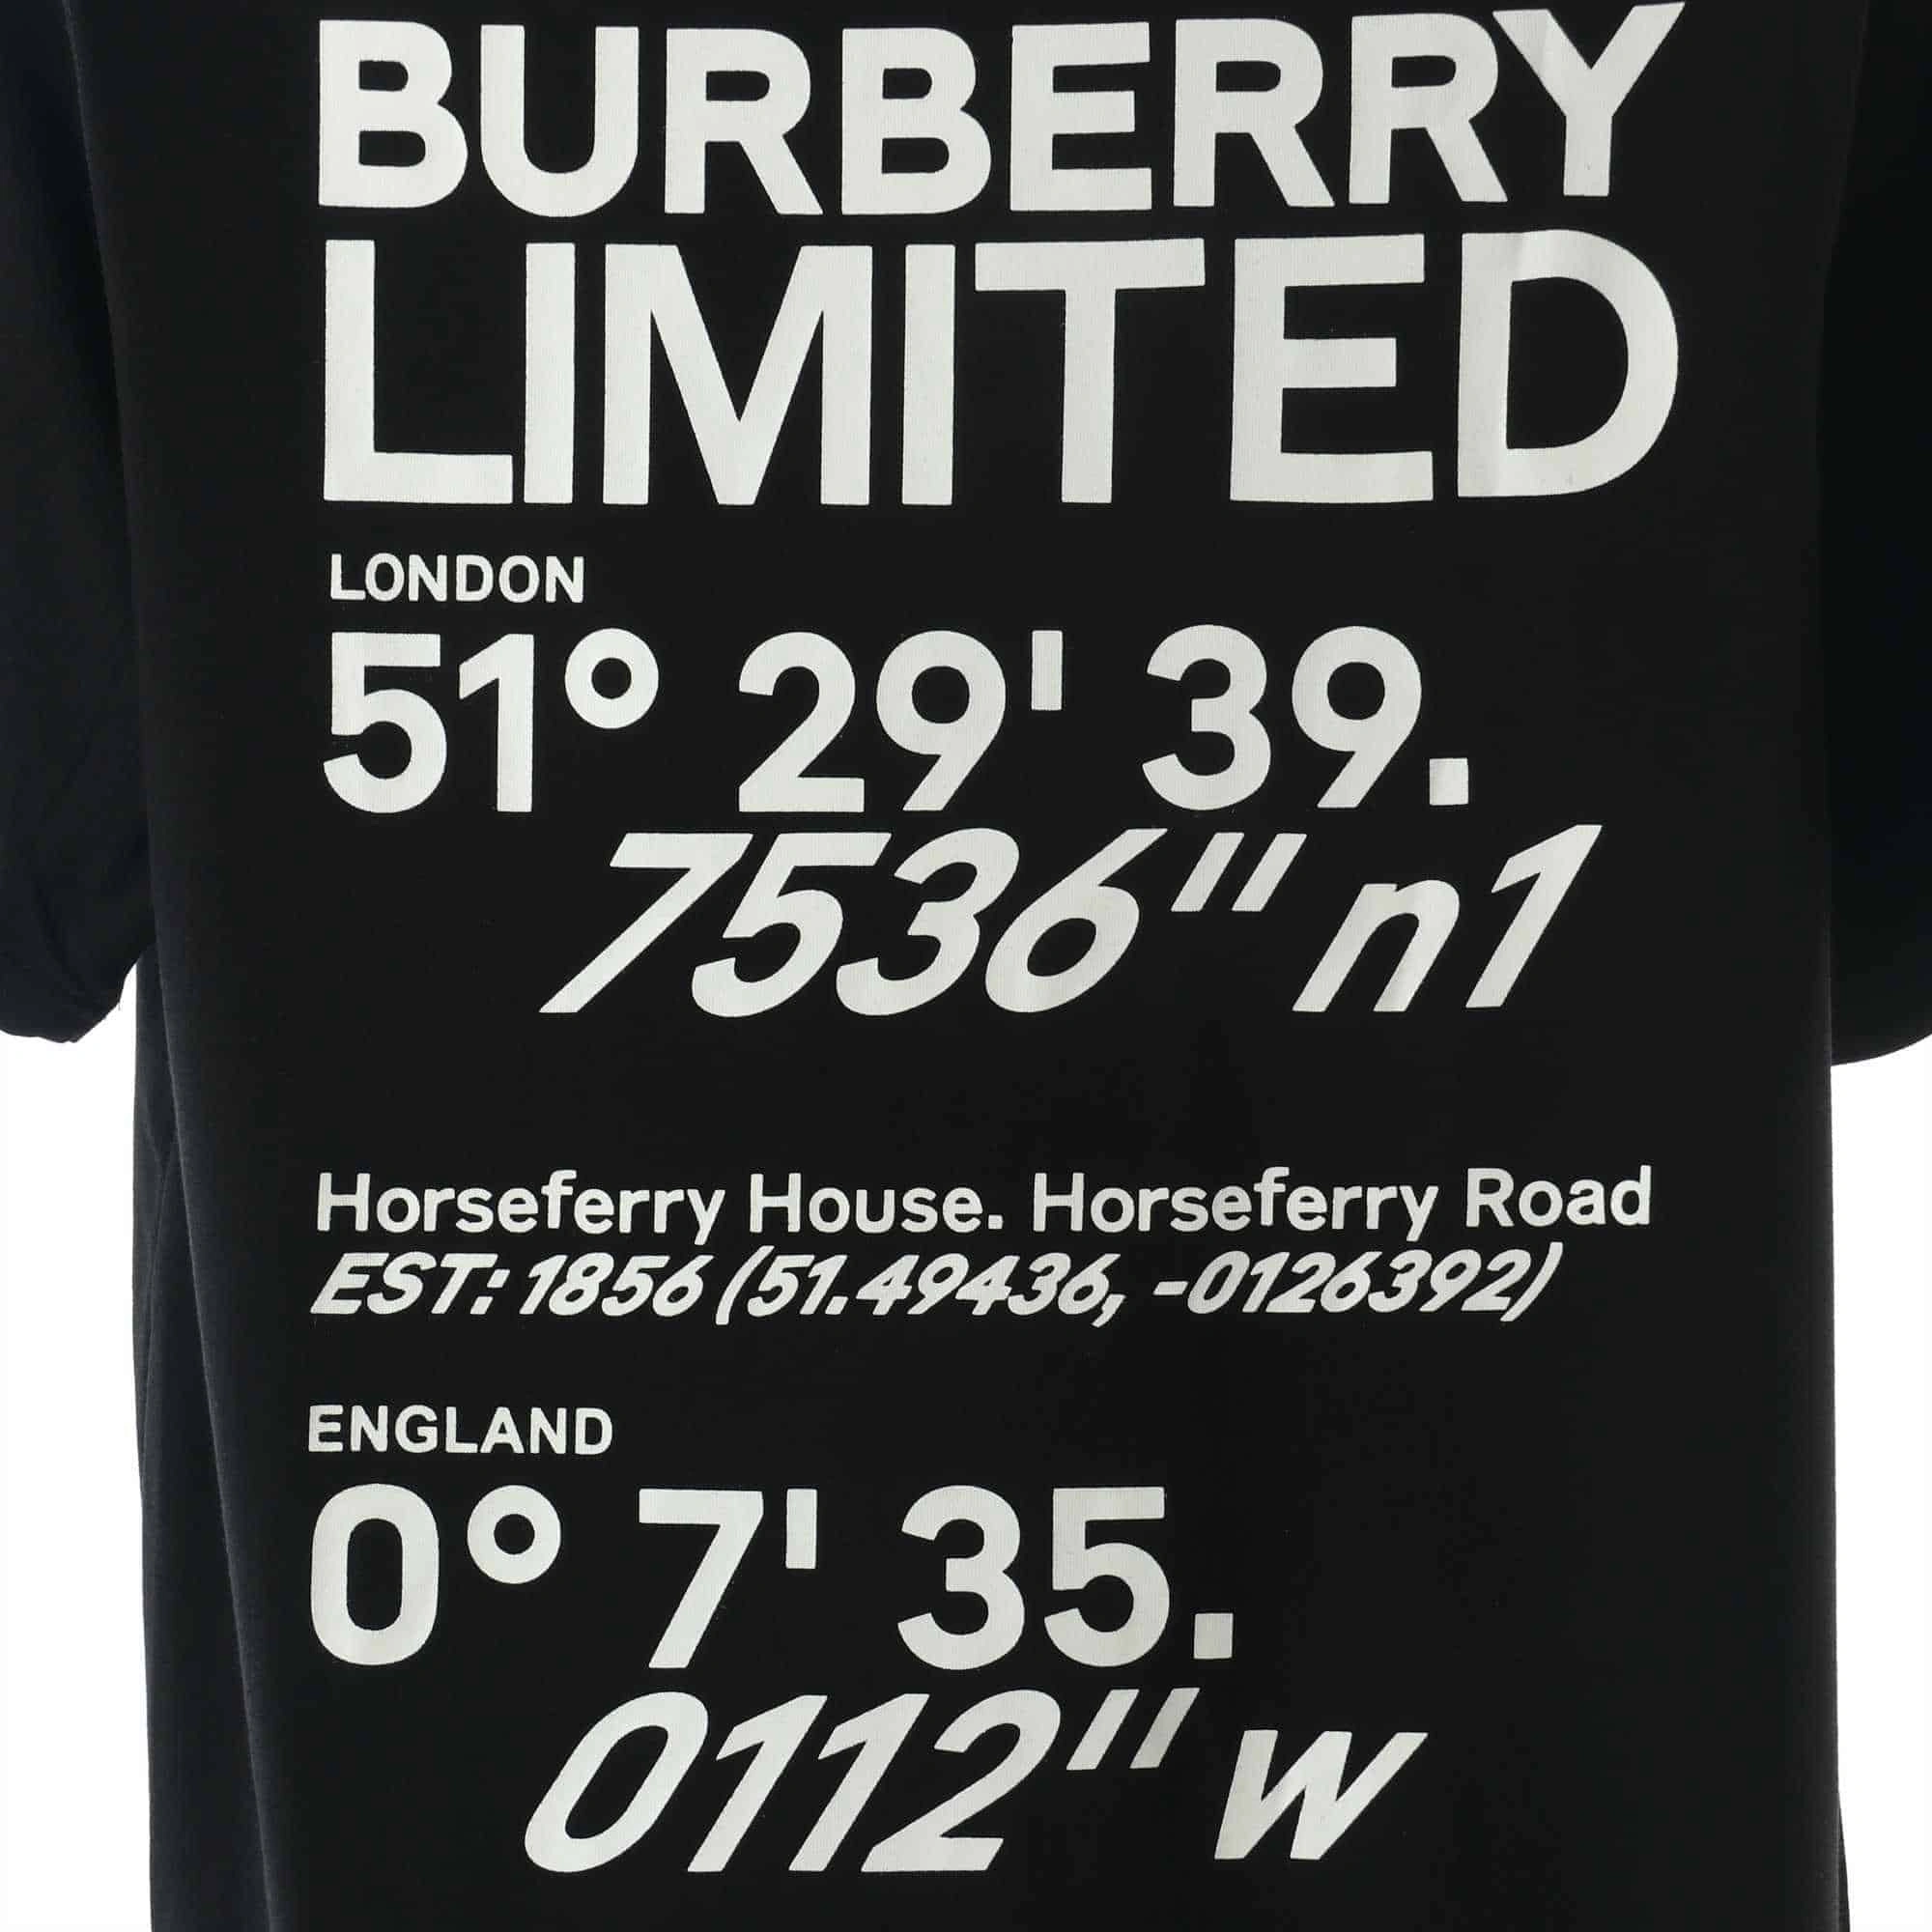 BURBERRY
LIMITED
LONDON
51° 29' 39.
7536" n1
Horseferry House. Horseferry Road
EST: 1856 (51.49436, -0126392)
ENGLAND
0° 7' 35.
0112" w